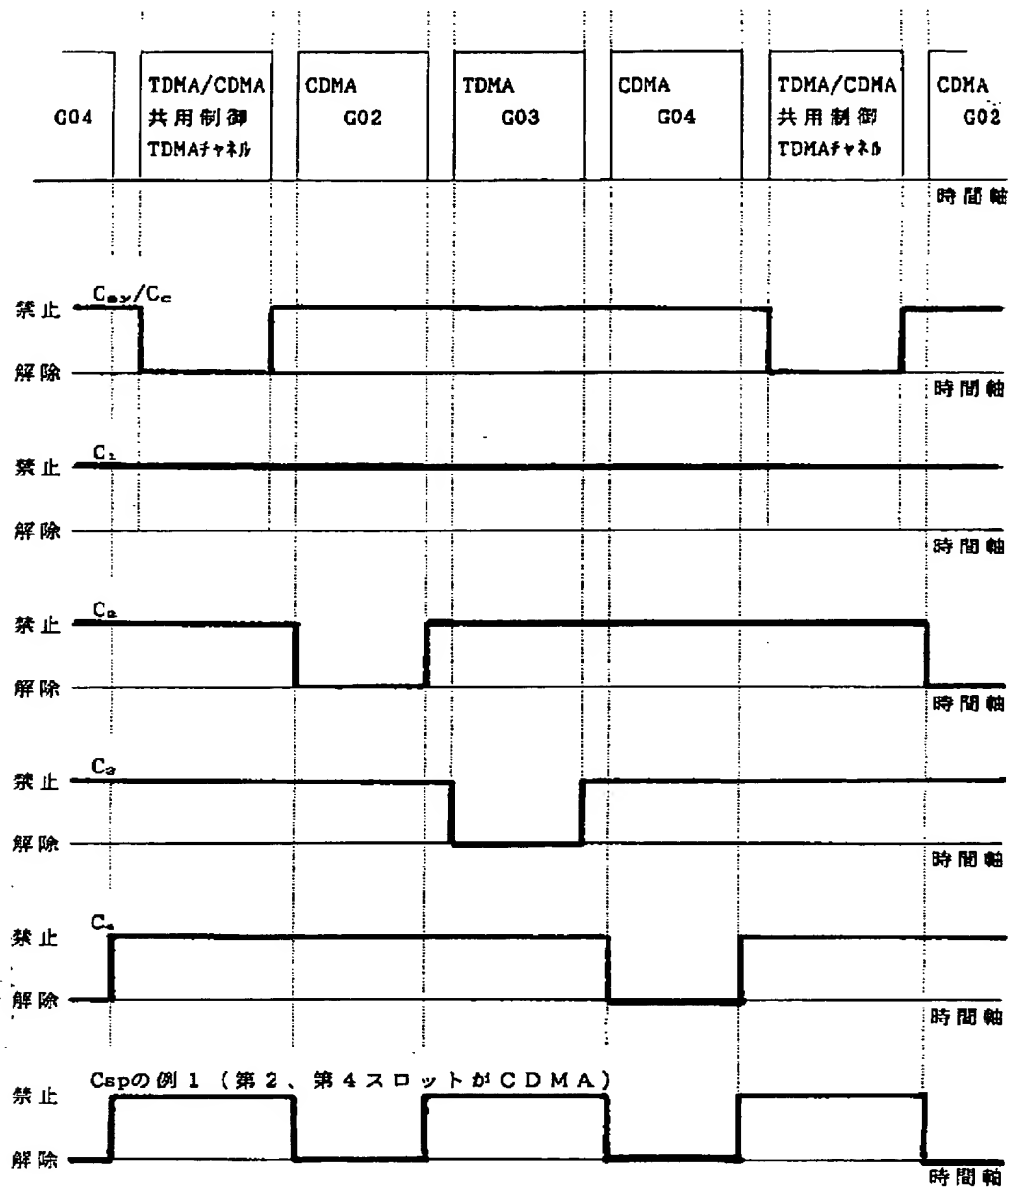 G04
TDMA/CDMA
共用制御
TDMAチャネル
CDMA
G02
TDMA
G03
CDMA
G04
TDMA/CDMA
共用制御
TDMAチャネル
CDMA
G02
時間軸
禁止
解除
時間軸
禁止
C₁
解除
時間軸
禁止
C₂
解除
時間軸
禁止
C₃
解除
時間軸
禁止
C₄
解除
時間軸
Cspの例1(第2、第4スロットがCDMA)
禁止
解除
時間軸